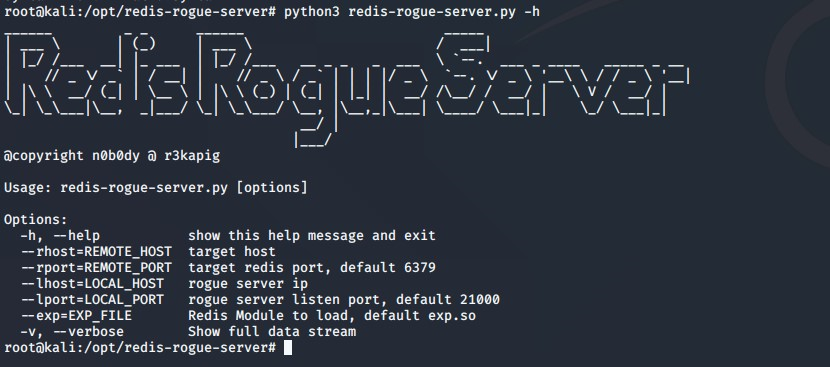 root@kali:/opt/redis-rogue-server# python3 redis-rogue-server.py -h
RedisRogueServer
@copyright n0b0dy @ r3kapig
Usage: redis-rogue-server.py [options]
Options:
-h, --help show this help message and exit
--rhost=REMOTE_HOST target host
--rport=REMOTE_PORT target redis port, default 6379
--lhost=LOCAL_HOST rogue server ip
--lport=LOCAL_PORT rogue server listen port, default 21000
--exp=EXP_FILE Redis Module to load, default exp.so
-v, --verbose Show full data stream
root@kali:/opt/redis-rogue-server#